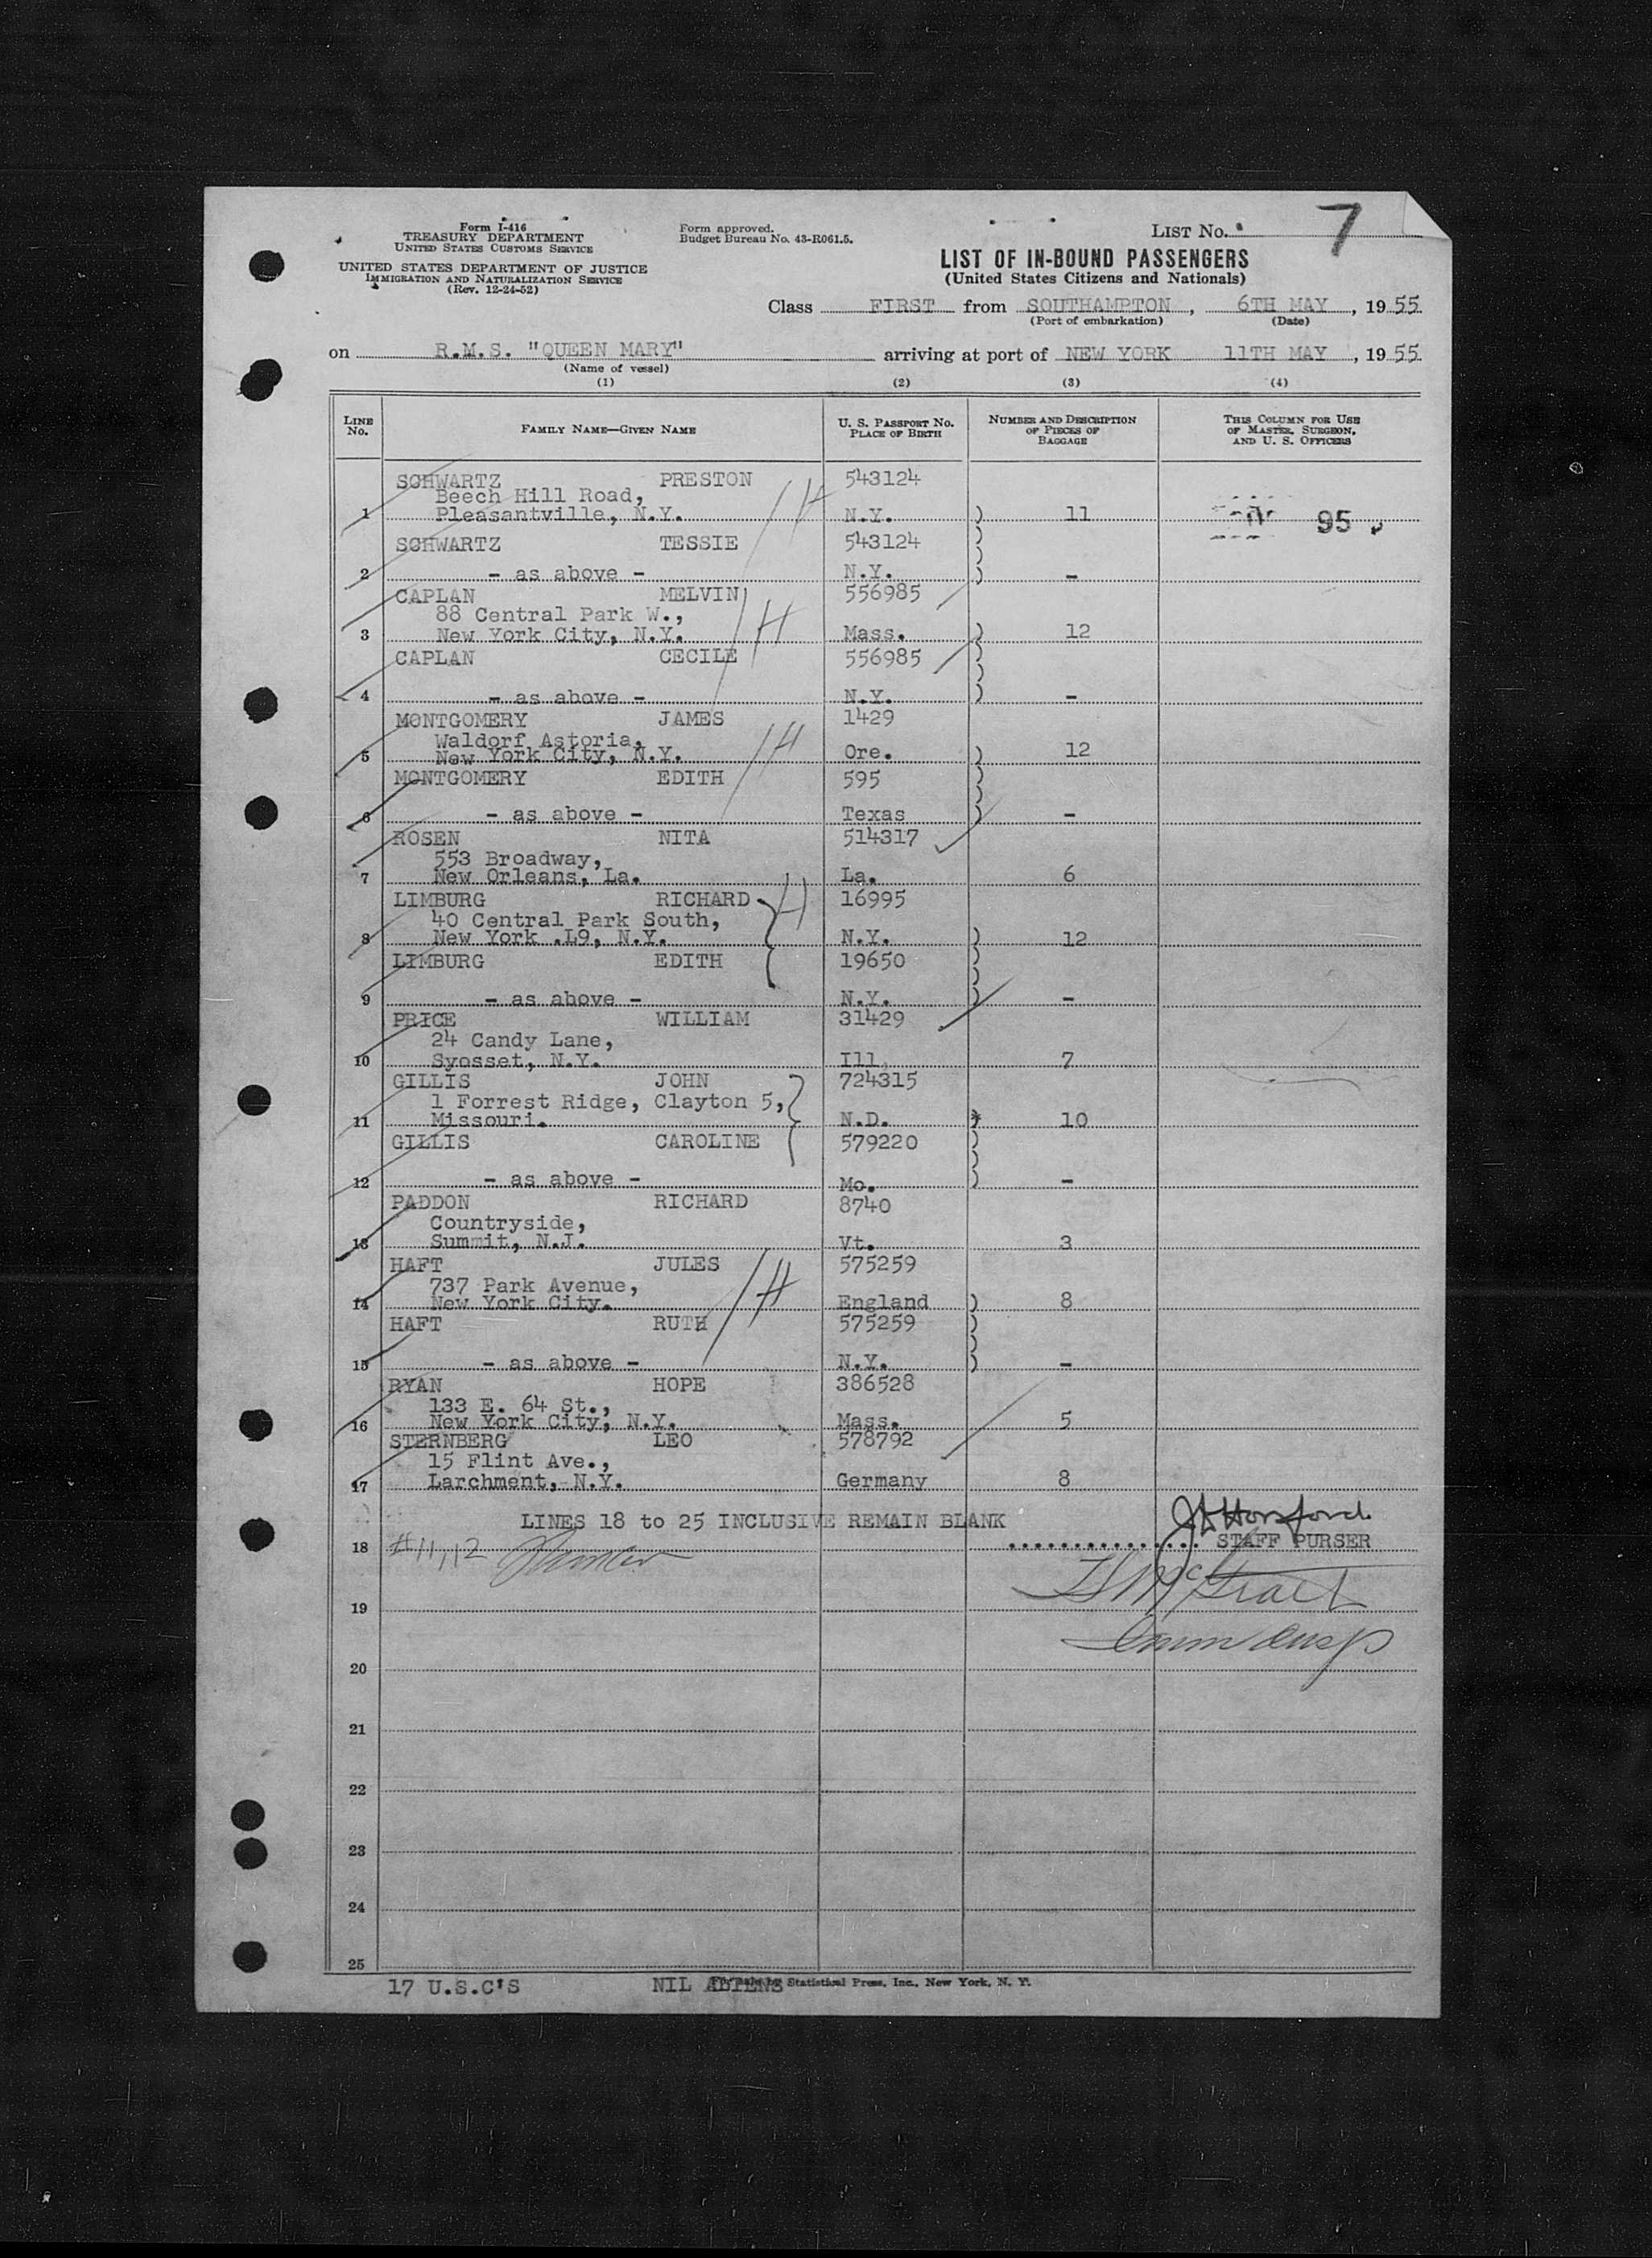 Form I-416
TREASURY DEPARTMENT
UNITED STATES CUSTOMS SERVICE
UNITED STATES DEPARTMENT OF JUSTICE
IMMIGRATION AND NATURALIZATION SERVICE
(Rev. 12-24-52)
Form approved.
Budget Bureau No. 43-R061.5.
LIST No. 7
LIST OF IN-BOUND PASSENGERS
(United States Citizens and Nationals)
Class FIRST from SOUTHAMPTON, 6TH MAY, 1955
(Port of embarkation) (Date)
on R.M.S. "QUEEN MARY" arriving at port of NEW YORK 11TH MAY, 1955
(Name of vessel)
(1) (2) (3) (4)
LINE No. FAMILY NAME—GIVEN NAME U. S. PASSPORT No. PLACE OF BIRTH NUMBER AND DESCRIPTION OF PIECES OF BAGGAGE THIS COLUMN FOR USE OF MASTER, SURGEON, AND U. S. OFFICERS
SCHWARTZ PRESTON 543124
Beech Hill Road,
1 Pleasantville, N.Y. N.Y. ) 11 95
SCHWARTZ TESSIE 543124
2 - as above - N.Y. ) -
CAPLAN MELVIN 556985
88 Central Park W.,
3 New York City, N.Y. Mass. ) 12
CAPLAN CECILE 556985
4 - as above - N.Y. ) -
MONTGOMERY JAMES 1429
Waldorf Astoria,
5 New York City, N.Y. Ore. ) 12
MONTGOMERY EDITH 595
6 - as above - Texas ) -
ROSEN NITA 514317
553 Broadway,
7 New Orleans, La. La. 6
LIMBURG RICHARD 16995
40 Central Park South,
8 New York .L9, N.Y. N.Y. ) 12
LIMBURG EDITH 19650
9 - as above - N.Y. ) -
PRICE WILLIAM 31429
24 Candy Lane,
10 Syosset, N.Y. Ill. 7
GILLIS JOHN 724315
1 Forrest Ridge, Clayton 5,
11 Missouri. N.D. ) 10
GILLIS CAROLINE 579220
12 - as above - Mo. ) -
PADDON RICHARD 8740
Countryside,
13 Summit, N.J. Vt. 3
HAFT JULES 575259
737 Park Avenue,
14 New York City. England ) 8
HAFT RUTH 575259
15 - as above - N.Y. ) -
RYAN HOPE 386528
133 E. 64 St.,
16 New York City, N.Y. Mass. 5
STERNBERG LEO 578792
15 Flint Ave.,
17 Larchment, N.Y. Germany 8
LINES 18 to 25 INCLUSIVE REMAIN BLANK
18 #11,12 STAFF PURSER
19
20
21
22
23
24
25
17 U.S.C'S NIL ALIENS For sale by Statistical Press, Inc., New York, N. Y.